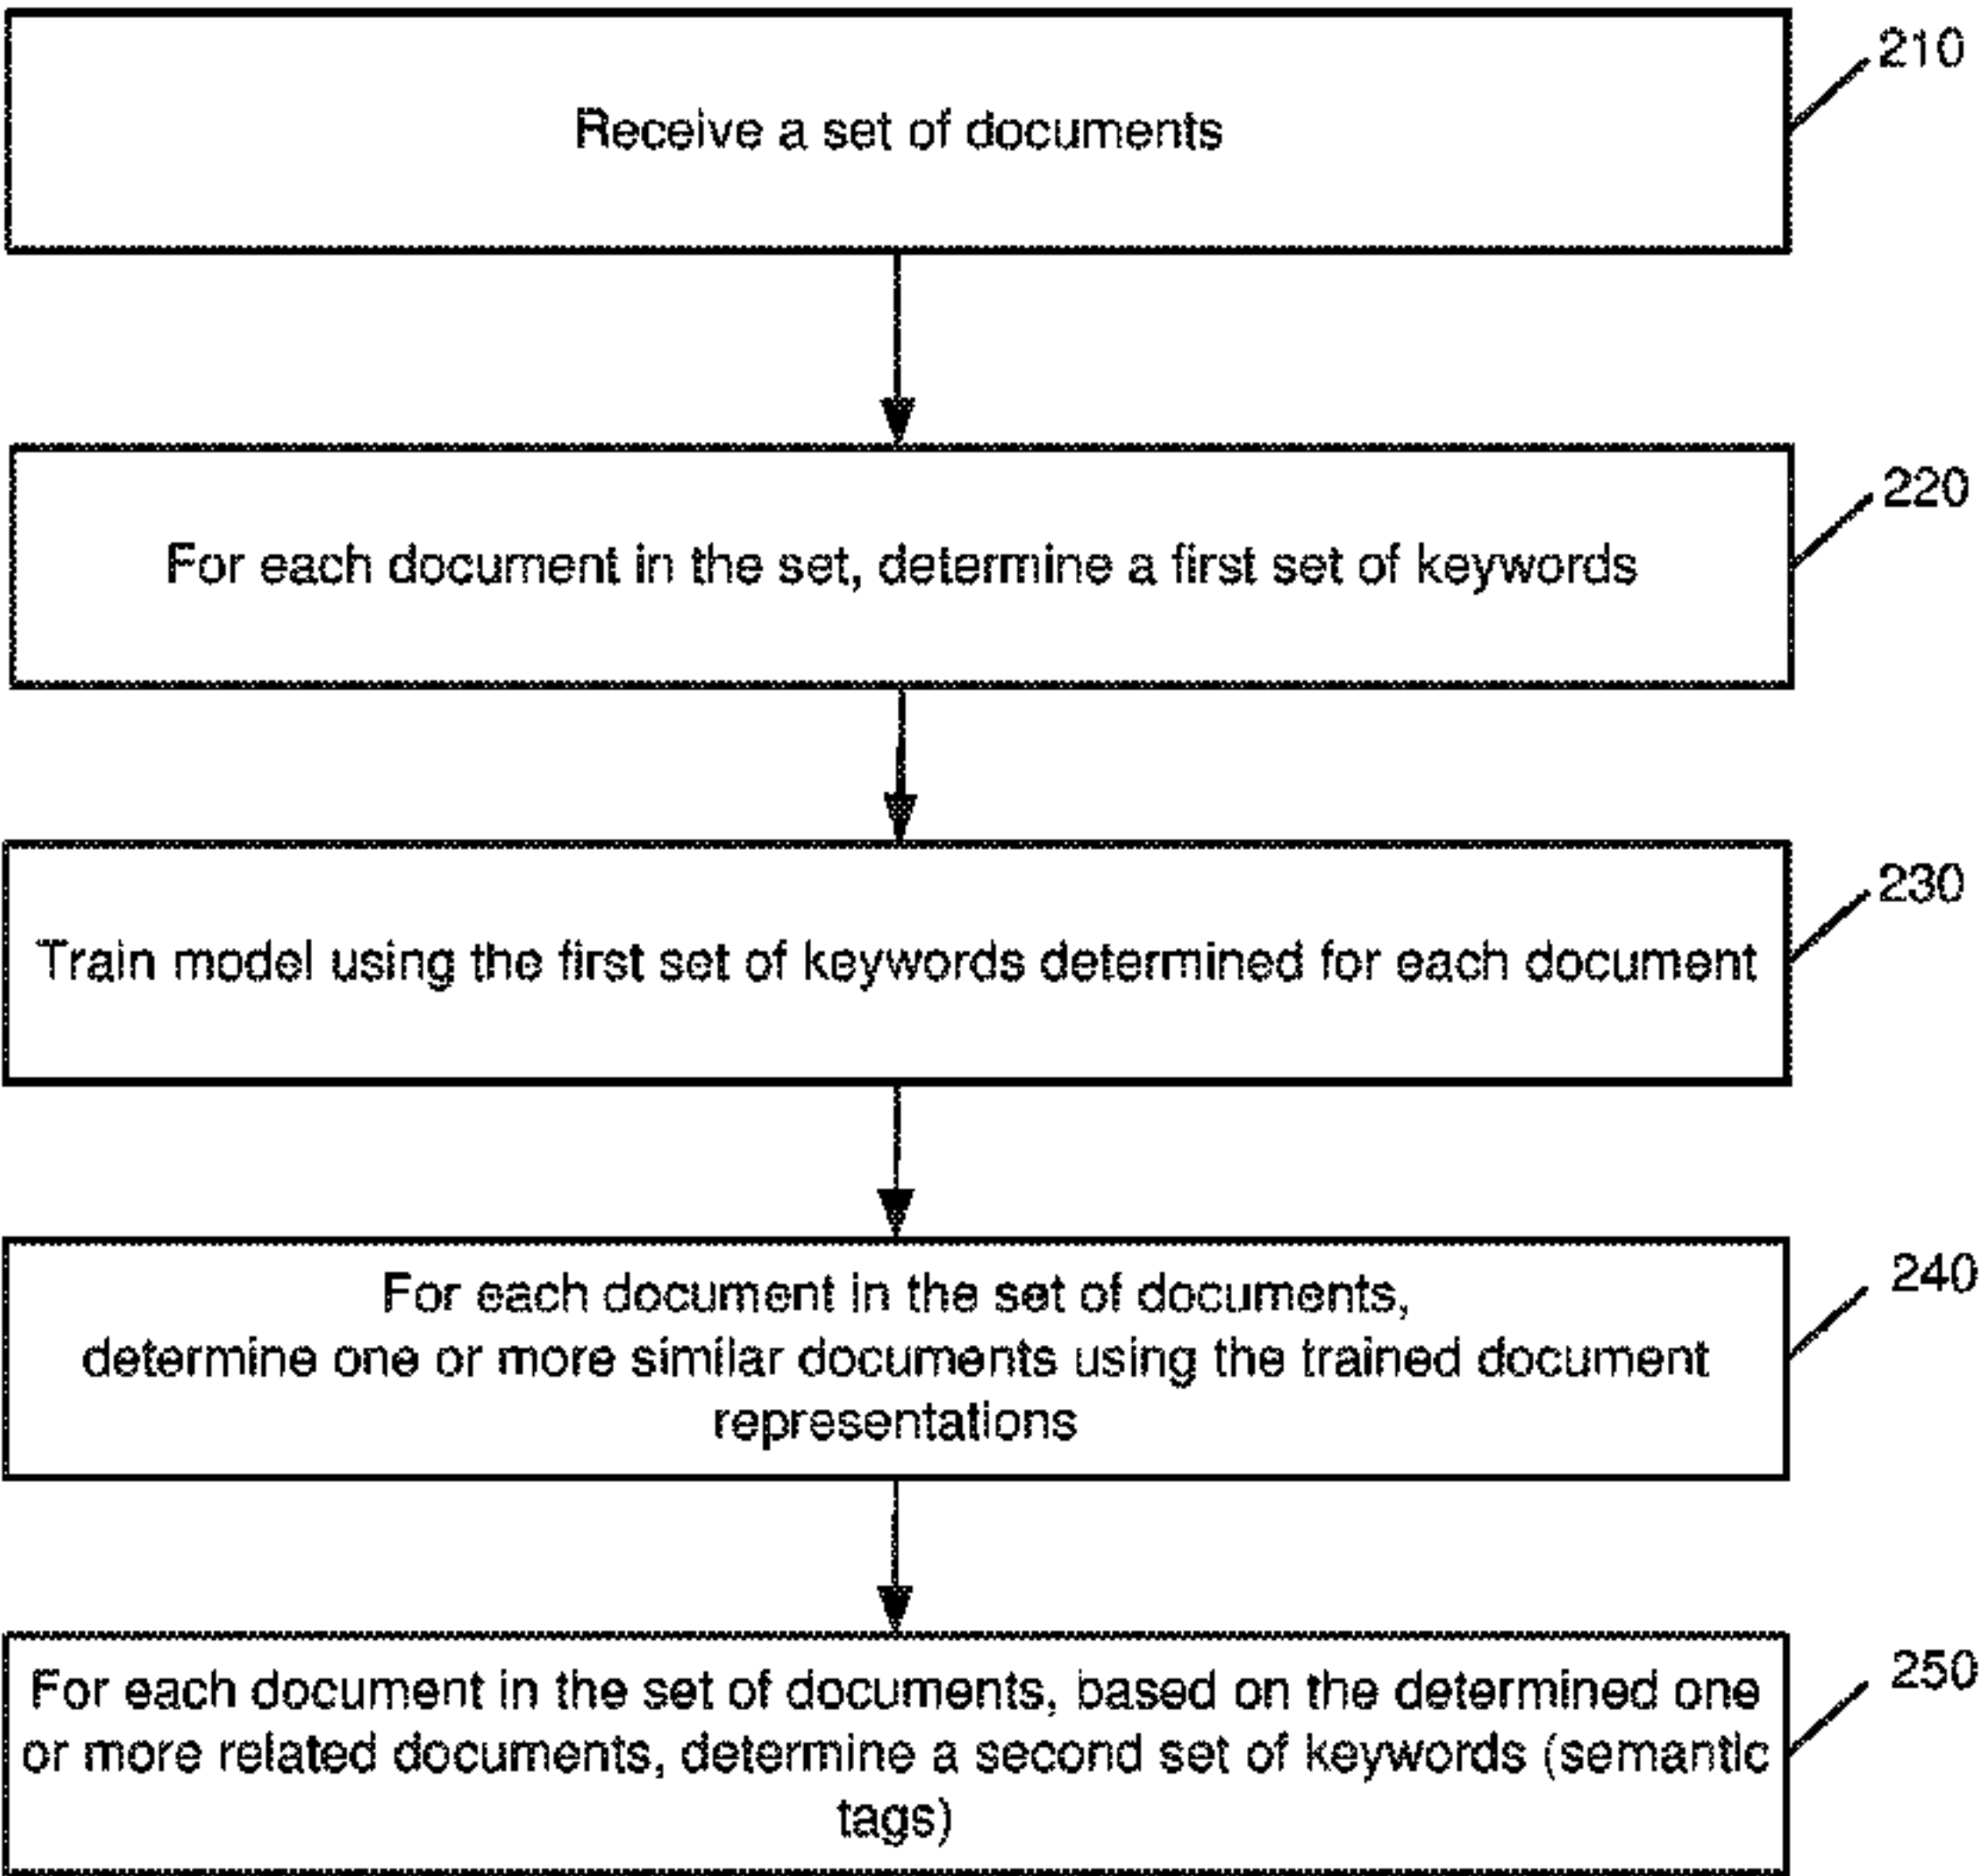 210
Receive a set of documents
220
For each document in the set, determine a first set of keywords
230
Train model using the first set of keywords determined for each document
240
For each document in the set of documents,
determine one or more similar documents using the trained document
representations
250
For each document in the set of documents, based on the determined one
or more related documents, determine a second set of keywords (semantic
tags)